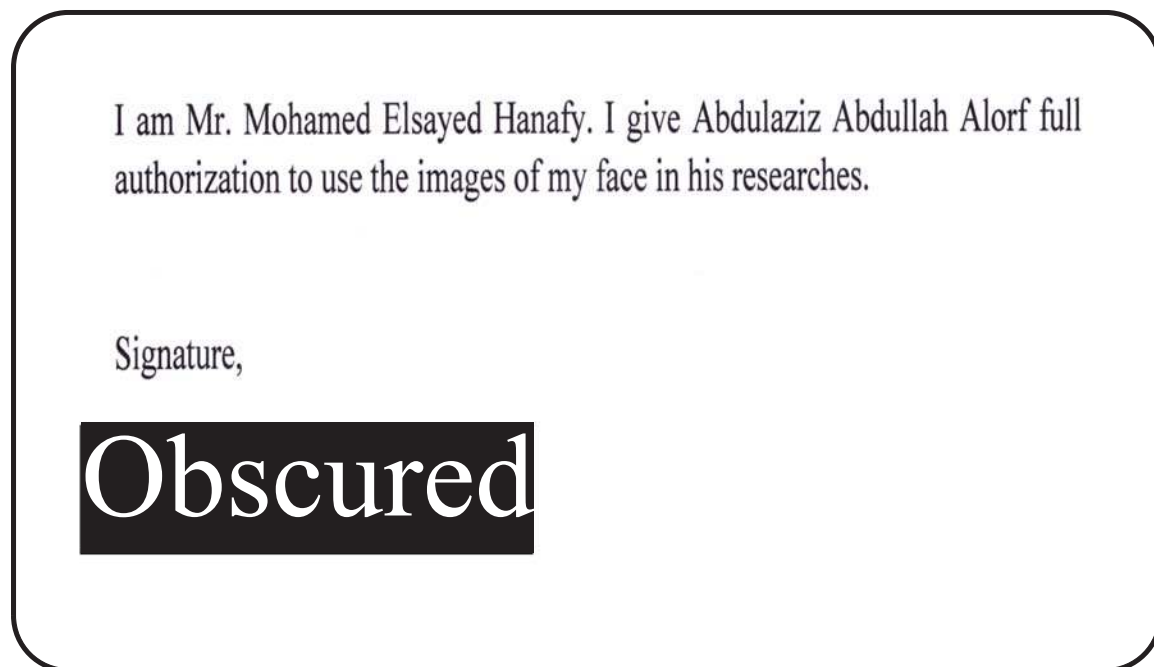 I am Mr. Mohamed Elsayed Hanafy. I give Abdulaziz Abdullah Alorf full
authorization to use the images of my face in his researches.
Signature,
Obscured